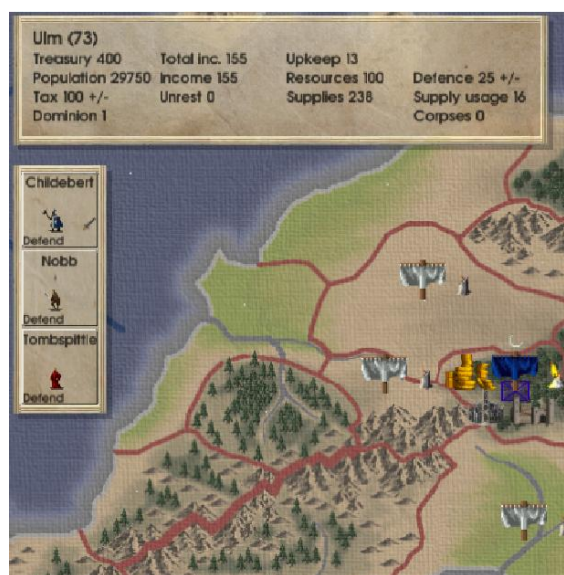 Ulm (73)
Treasury 400 Total inc. 155 Upkeep 13
Population 29750 Income 155 Resources 100 Defence 25 +/-
Tax 100 +/- Unrest 0 Supplies 238 Supply usage 16
Dominion 1 Corpses 0
Childebert
Defend
Nobb
Defend
Tombspittle
Defend